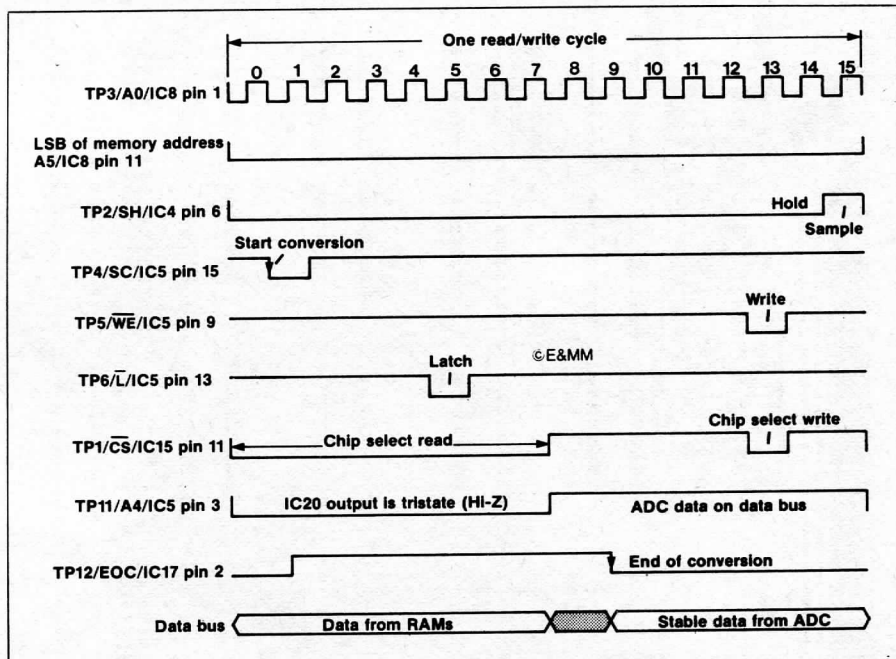 One read/write cycle
0 1 2 3 4 5 6 7 8 9 10 11 12 13 14 15
TP3/A0/IC8 pin 1
LSB of memory address
A5/IC8 pin 11
TP2/SH/IC4 pin 6
Hold
Sample
Start conversion
TP4/SC/IC5 pin 15
Write
TP5/W̅E̅/IC5 pin 9
Latch
©E&MM
TP6/L̅/IC5 pin 13
Chip select write
TP1/C̅S̅/IC15 pin 11
Chip select read
TP11/A4/IC5 pin 3
IC20 output is tristate (Hi-Z)
ADC data on data bus
TP12/EOC/IC17 pin 2
End of conversion
Data bus
Data from RAMs
Stable data from ADC